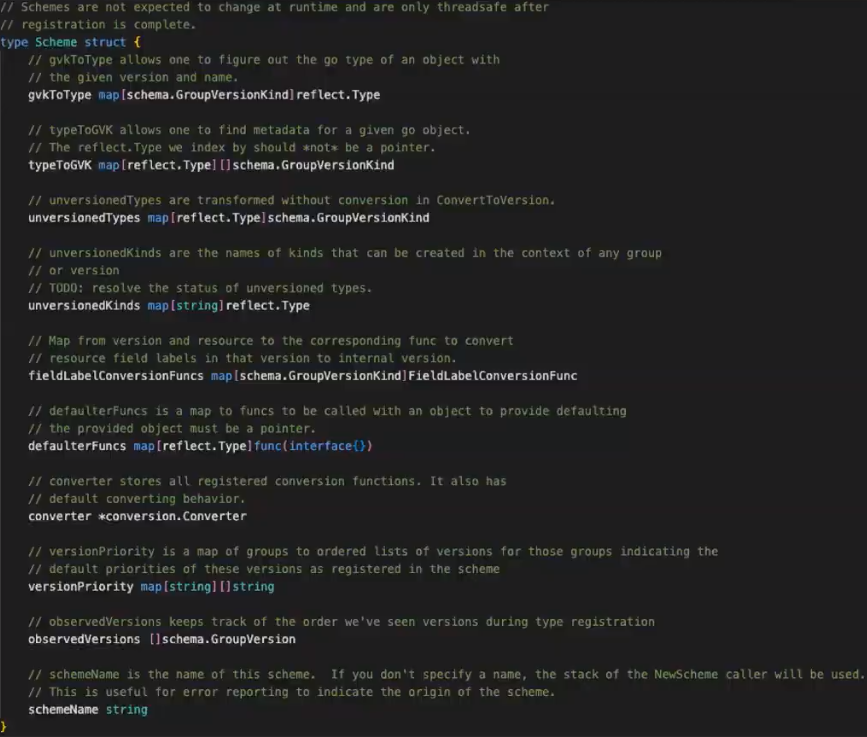 // Schemes are not expected to change at runtime and are only threadsafe after
// registration is complete.
type Scheme struct {
// gvkToType allows one to figure out the go type of an object with
// the given version and name.
gvkToType map[schema.GroupVersionKind]reflect.Type
// typeToGVK allows one to find metadata for a given go object.
// The reflect.Type we index by should *not* be a pointer.
typeToGVK map[reflect.Type][]schema.GroupVersionKind
// unversionedTypes are transformed without conversion in ConvertToVersion.
unversionedTypes map[reflect.Type]schema.GroupVersionKind
// unversionedKinds are the names of kinds that can be created in the context of any group
// or version
// TODO: resolve the status of unversioned types.
unversionedKinds map[string]reflect.Type
// Map from version and resource to the corresponding func to convert
// resource field labels in that version to internal version.
fieldLabelConversionFuncs map[schema.GroupVersionKind]FieldLabelConversionFunc
// defaulterFuncs is a map to funcs to be called with an object to provide defaulting
// the provided object must be a pointer.
defaulterFuncs map[reflect.Type]func(interface{})
// converter stores all registered conversion functions. It also has
// default converting behavior.
converter *conversion.Converter
// versionPriority is a map of groups to ordered lists of versions for those groups indicating the
// default priorities of these versions as registered in the scheme
versionPriority map[string][]string
// observedVersions keeps track of the order we've seen versions during type registration
observedVersions []schema.GroupVersion
// schemeName is the name of this scheme.  If you don't specify a name, the stack of the NewScheme caller will be used.
// This is useful for error reporting to indicate the origin of the scheme.
schemeName string
}